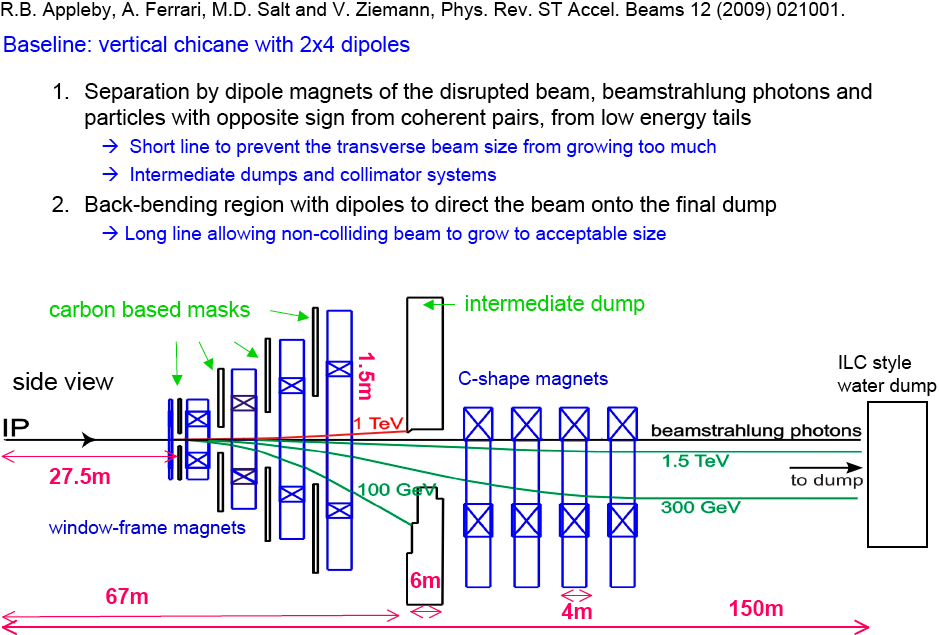 R.B. Appleby, A. Ferrari, M.D. Salt and V. Ziemann, Phys. Rev. ST Accel. Beams 12 (2009) 021001.
Baseline: vertical chicane with 2x4 dipoles
1. Separation by dipole magnets of the disrupted beam, beamstrahlung photons and
particles with opposite sign from coherent pairs, from low energy tails
→ Short line to prevent the transverse beam size from growing too much
→ Intermediate dumps and collimator systems
2. Back-bending region with dipoles to direct the beam onto the final dump
→ Long line allowing non-colliding beam to grow to acceptable size
carbon based masks
intermediate dump
side view
1.5m
C-shape magnets
ILC style
water dump
IP
1 TeV
beamstrahlung photons
27.5m
1.5 TeV
100 GeV
to dump
300 GeV
window-frame magnets
67m
6m
4m
150m